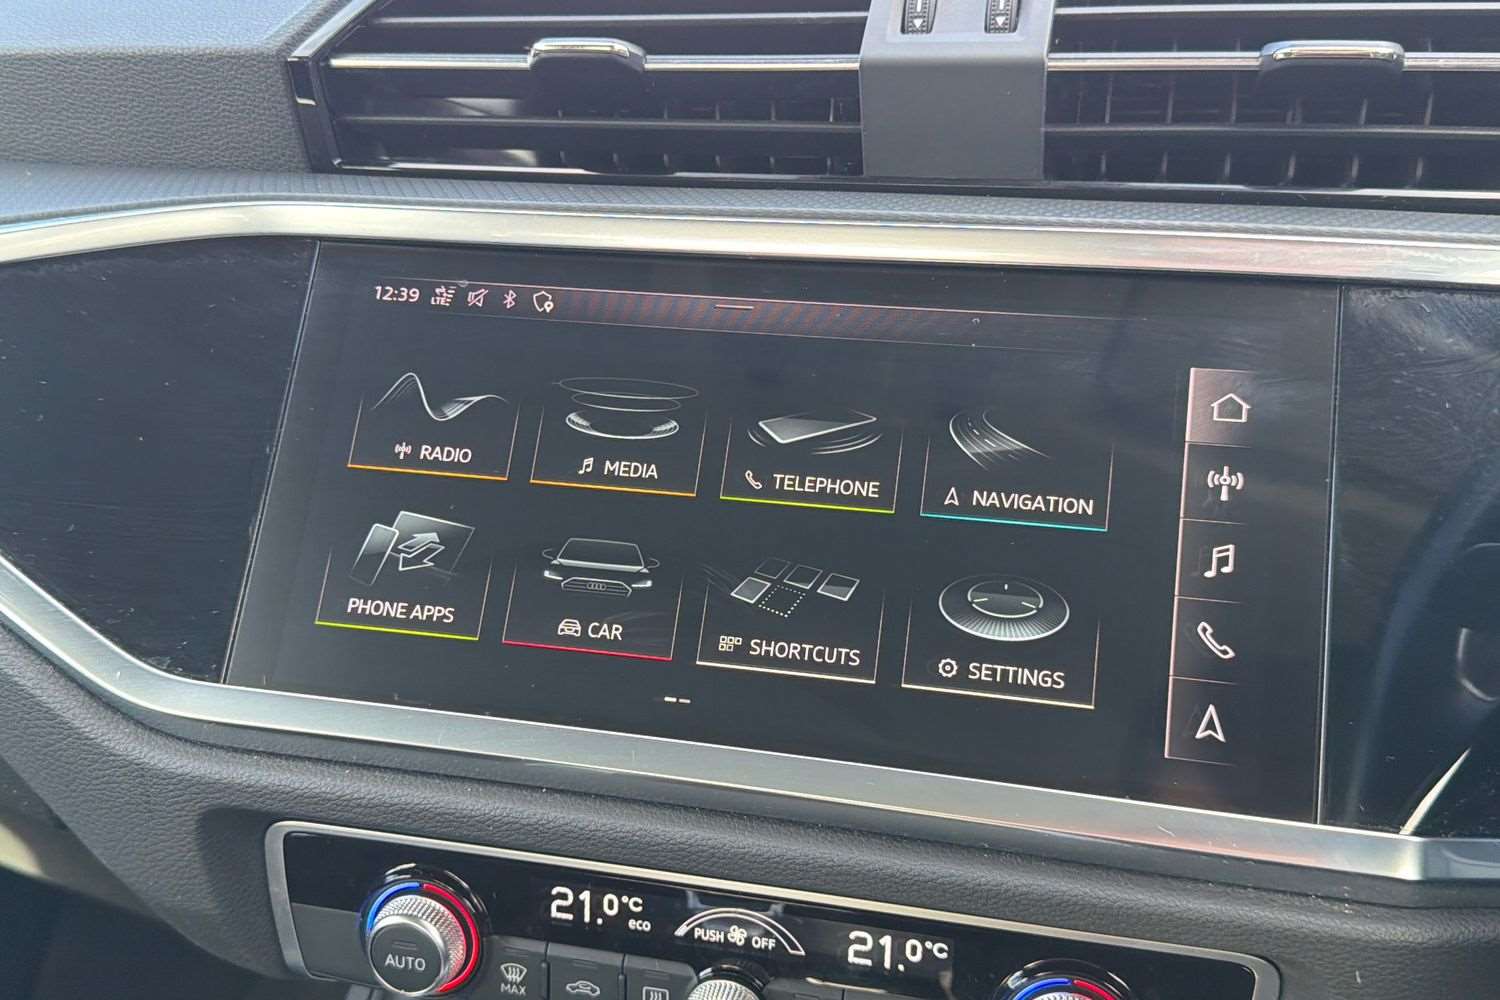 12:39 LTE
RADIO
MEDIA
TELEPHONE
NAVIGATION
PHONE APPS
CAR
SHORTCUTS
SETTINGS
21.0°C eco
PUSH OFF
21.0°C
AUTO
MAX